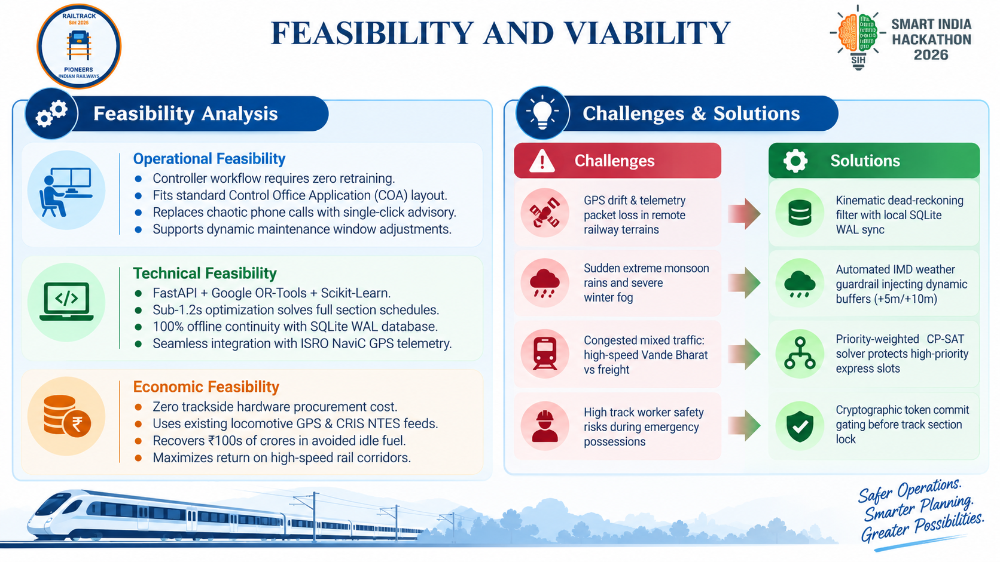 RAILTRACK
SIH 2025
PIONEERS
INDIAN RAILWAYS
FEASIBILITY AND VIABILITY
SIH
SMART INDIA
HACKATHON
2026
Feasibility Analysis
Operational Feasibility
Controller workflow requires zero retraining.
Fits standard Control Office Application (COA) layout.
Replaces chaotic phone calls with single-click advisory.
Supports dynamic maintenance window adjustments.
</>
Technical Feasibility
FastAPI + Google OR-Tools + Scikit-Learn.
Sub-1.2s optimization solves full section schedules.
100% offline continuity with SQLite WAL database.
Seamless integration with ISRO NaviC GPS telemetry.
₹
Economic Feasibility
Zero trackside hardware procurement cost.
Uses existing locomotive GPS & CRIS NTES feeds.
Recovers ₹100s of crores in avoided idle fuel.
Maximizes return on high-speed rail corridors.
Challenges & Solutions
Challenges
Solutions
GPS drift & telemetry
packet loss in remote
railway terrains
Kinematic dead-reckoning
filter with local SQLite
WAL sync
Sudden extreme monsoon
rains and severe
winter fog
Automated IMD weather
guardrail injecting dynamic
buffers (+5m/+10m)
Congested mixed traffic:
high-speed Vande Bharat
vs freight
Priority-weighted CP-SAT
solver protects high-priority
express slots
High track worker safety
risks during emergency
possessions
Cryptographic token commit
gating before track section
lock
Safer Operations.
Smarter Planning.
Greater Possibilities.